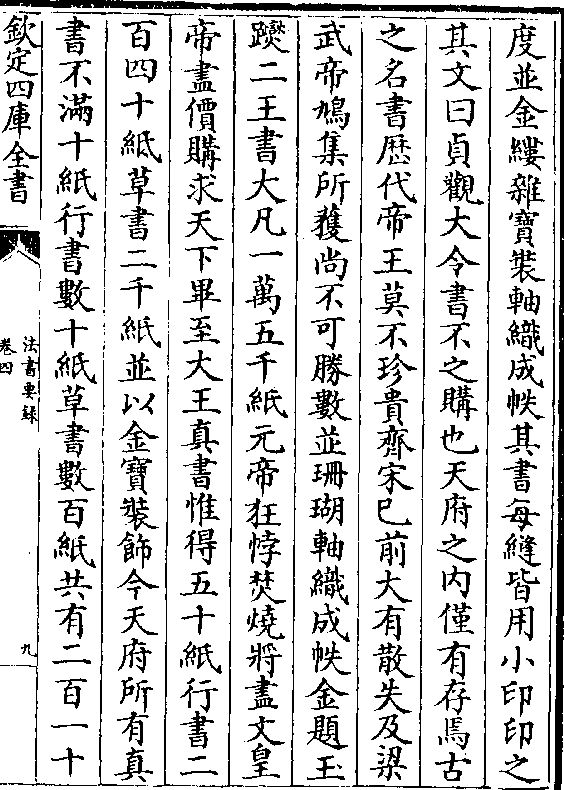 度並金縷雜寶裝軸織成帙其書每縫皆用小印印之
其文曰貞觀大令書不之購也天府之内僅有存焉古
之名書歴代帝王莫不珍貴齊宋已前大有散失及梁
武帝鳩集所獲尚不可勝數並珊瑚軸織成帙金題玉
躞二王書大凡一萬五千紙元帝狂悖焚燒將盡文皇
帝盡價購求天下畢至大王真書惟得五十紙行書二
百四十紙草書二千紙並以金寶裝飾今天府所有真
書不滿十紙行書數十紙草書數百紙共有二百一十
欽定四庫全書
法書要録
卷四
九